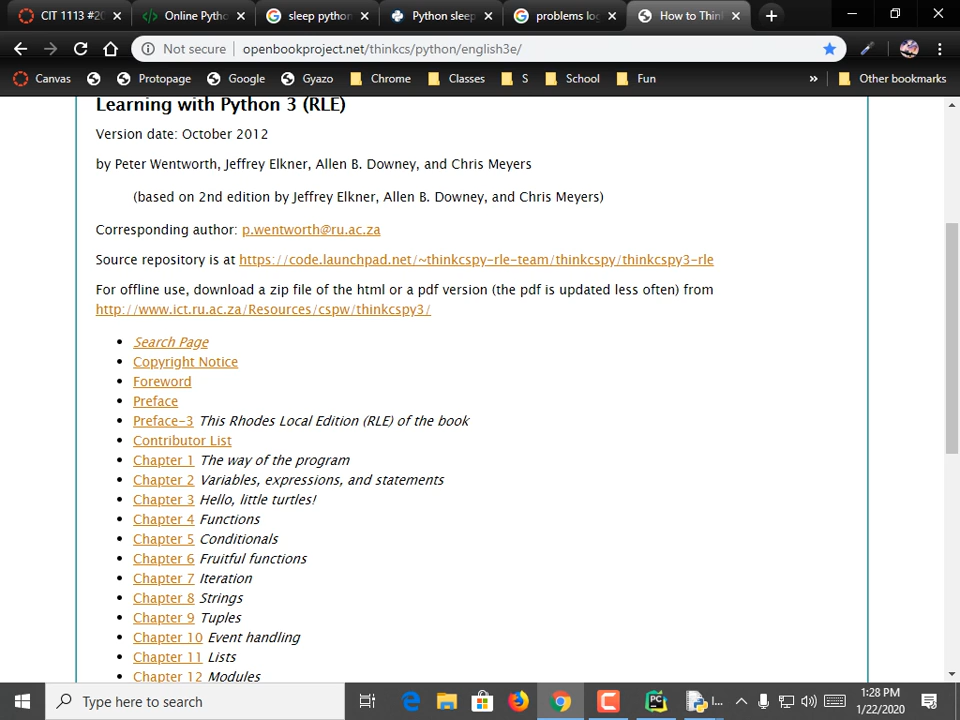 CIT 1113 #20
Online Pytho
sleep python
Python sleep
problems log
How to Think
Not secure
openbookproject.net/thinkcs/python/english3e/
Canvas
Protopage
Google
Gyazo
Chrome
Classes
S
School
Fun
»
Other bookmarks
Learning with Python 3 (RLE)
Version date: October 2012
by Peter Wentworth, Jeffrey Elkner, Allen B. Downey, and Chris Meyers
(based on 2nd edition by Jeffrey Elkner, Allen B. Downey, and Chris Meyers)
Corresponding author: p.wentworth@ru.ac.za
Source repository is at https://code.launchpad.net/~thinkcspy-rle-team/thinkcspy/thinkcspy3-rle
For offline use, download a zip file of the html or a pdf version (the pdf is updated less often) from
http://www.ict.ru.ac.za/Resources/cspw/thinkcspy3/
• Search Page
• Copyright Notice
• Foreword
• Preface
• Preface-3 This Rhodes Local Edition (RLE) of the book
• Contributor List
• Chapter 1 The way of the program
• Chapter 2 Variables, expressions, and statements
• Chapter 3 Hello, little turtles!
• Chapter 4 Functions
• Chapter 5 Conditionals
• Chapter 6 Fruitful functions
• Chapter 7 Iteration
• Chapter 8 Strings
• Chapter 9 Tuples
• Chapter 10 Event handling
• Chapter 11 Lists
• Chapter 12 Modules
Type here to search
PC
I...
1:28 PM
1/22/2020